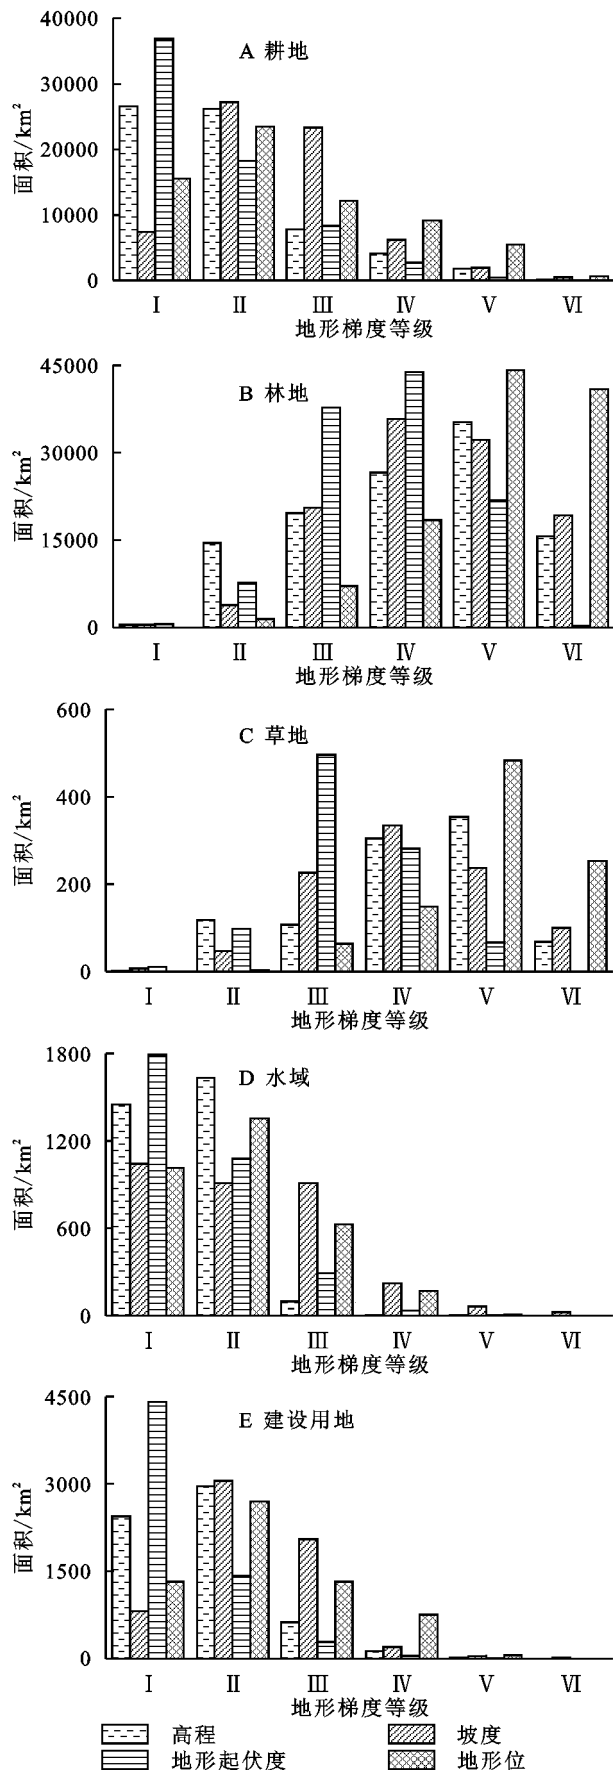 A 耕地
面积/km²
40000
30000
20000
10000
0
Ⅰ Ⅱ Ⅲ Ⅳ Ⅴ Ⅵ
地形梯度等级
B 林地
面积/km²
45000
30000
15000
0
Ⅰ Ⅱ Ⅲ Ⅳ Ⅴ Ⅵ
地形梯度等级
C 草地
面积/km²
600
400
200
0
Ⅰ Ⅱ Ⅲ Ⅳ Ⅴ Ⅵ
地形梯度等级
D 水域
面积/km²
1800
1200
600
0
Ⅰ Ⅱ Ⅲ Ⅳ Ⅴ Ⅵ
地形梯度等级
E 建设用地
面积/km²
4500
3000
1500
0
Ⅰ Ⅱ Ⅲ Ⅳ Ⅴ Ⅵ
地形梯度等级
高程 坡度
地形起伏度 地形位